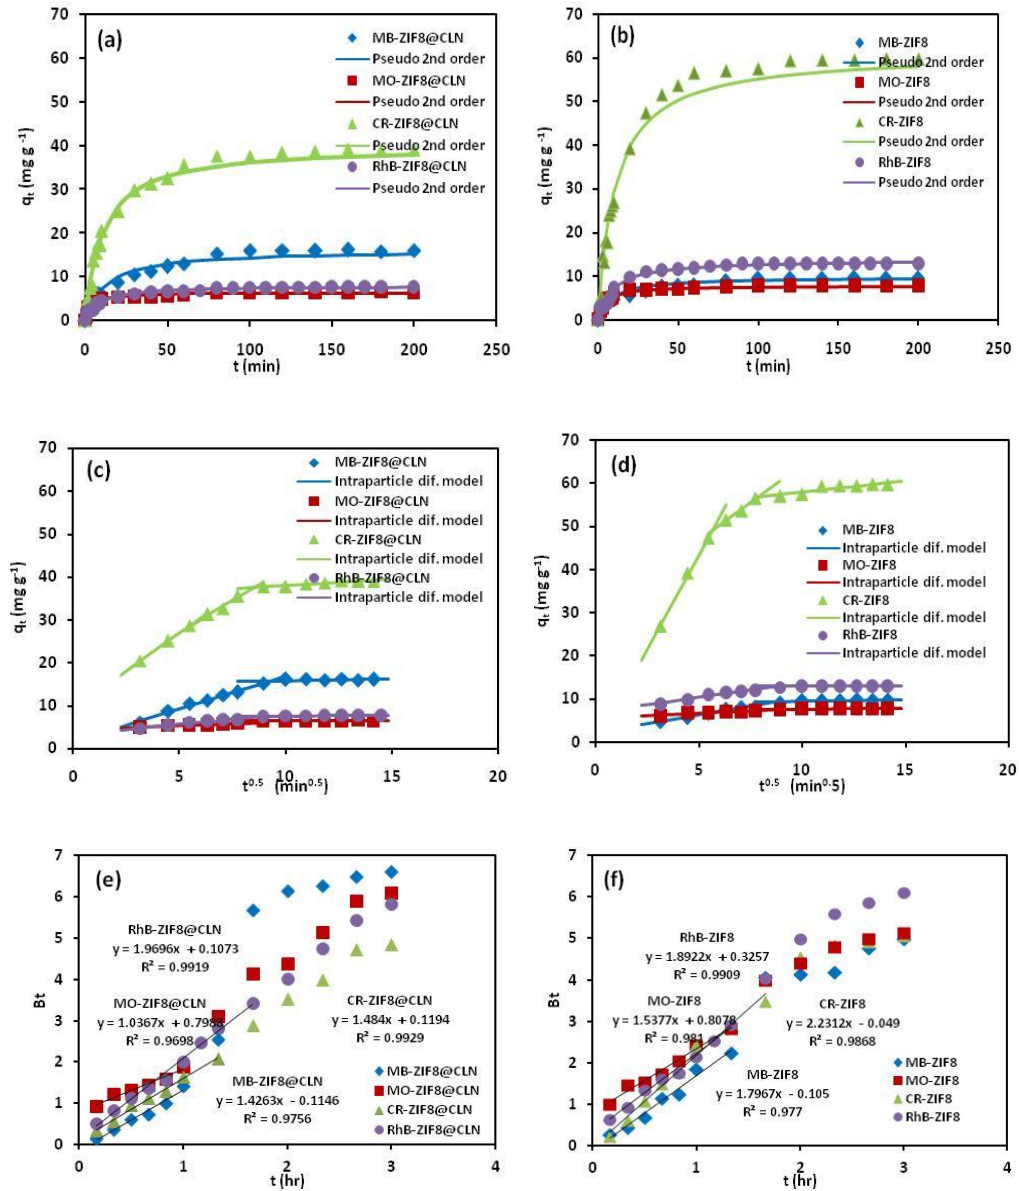 (a)
MB-ZIF8@CLN
Pseudo 2nd order
MO-ZIF8@CLN
Pseudo 2nd order
CR-ZIF8@CLN
Pseudo 2nd order
RhB-ZIF8@CLN
Pseudo 2nd order
70
60
50
40
30
20
10
0
qt (mg g⁻¹)
0 50 100 150 200 250
t (min)
(b)
MB-ZIF8
Pseudo 2nd order
MO-ZIF8
Pseudo 2nd order
CR-ZIF8
Pseudo 2nd order
RhB-ZIF8
Pseudo 2nd order
70
60
50
40
30
20
10
0
qt (mg g⁻¹)
0 50 100 150 200 250
t (min)
(c)
MB-ZIF8@CLN
Intraparticle dif. model
MO-ZIF8@CLN
Intraparticle dif. model
CR-ZIF8@CLN
Intraparticle dif. model
RhB-ZIF8@CLN
Intraparticle dif. model
70
60
50
40
30
20
10
0
qt (mg g⁻¹)
0 5 10 15 20
t⁰·⁵ (min⁰·⁵)
(d)
MB-ZIF8
Intraparticle dif. model
MO-ZIF8
Intraparticle dif. model
CR-ZIF8
Intraparticle dif. model
RhB-ZIF8
Intraparticle dif. model
70
60
50
40
30
20
10
0
qt (mg g⁻¹)
0 5 10 15 20
t⁰·⁵ (min⁰·5)
(e)
RhB-ZIF8@CLN
y = 1.9696x + 0.1073
R² = 0.9919
MO-ZIF8@CLN
y = 1.0367x + 0.7988
R² = 0.9698
CR-ZIF8@CLN
y = 1.484x + 0.1194
R² = 0.9929
MB-ZIF8@CLN
y = 1.4263x - 0.1146
R² = 0.9756
MB-ZIF8@CLN
MO-ZIF8@CLN
CR-ZIF8@CLN
RhB-ZIF8@CLN
7
6
5
4
3
2
1
0
Bt
0 1 2 3 4
t (hr)
(f)
RhB-ZIF8
y = 1.8922x + 0.3257
R² = 0.9909
MO-ZIF8
y = 1.5377x + 0.8078
R² = 0.981
CR-ZIF8
y = 2.2312x - 0.049
R² = 0.9868
MB-ZIF8
y = 1.7967x - 0.105
R² = 0.977
MB-ZIF8
MO-ZIF8
CR-ZIF8
RhB-ZIF8
7
6
5
4
3
2
1
0
Bt
0 1 2 3 4
t (hr)